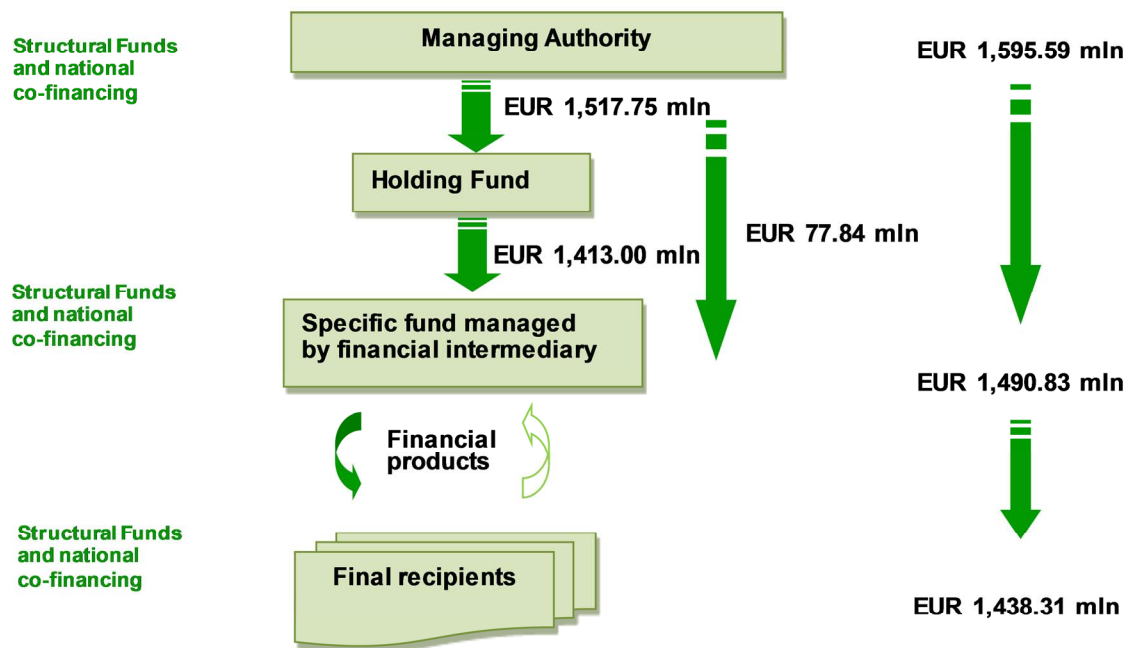 Structural Funds
and national
co-financing
Managing Authority
EUR 1,595.59 mln
EUR 1,517.75 mln
Holding Fund
EUR 77.84 mln
EUR 1,413.00 mln
Structural Funds
and national
co-financing
Specific fund managed
by financial intermediary
EUR 1,490.83 mln
Financial
products
Structural Funds
and national
co-financing
Final recipients
EUR 1,438.31 mln